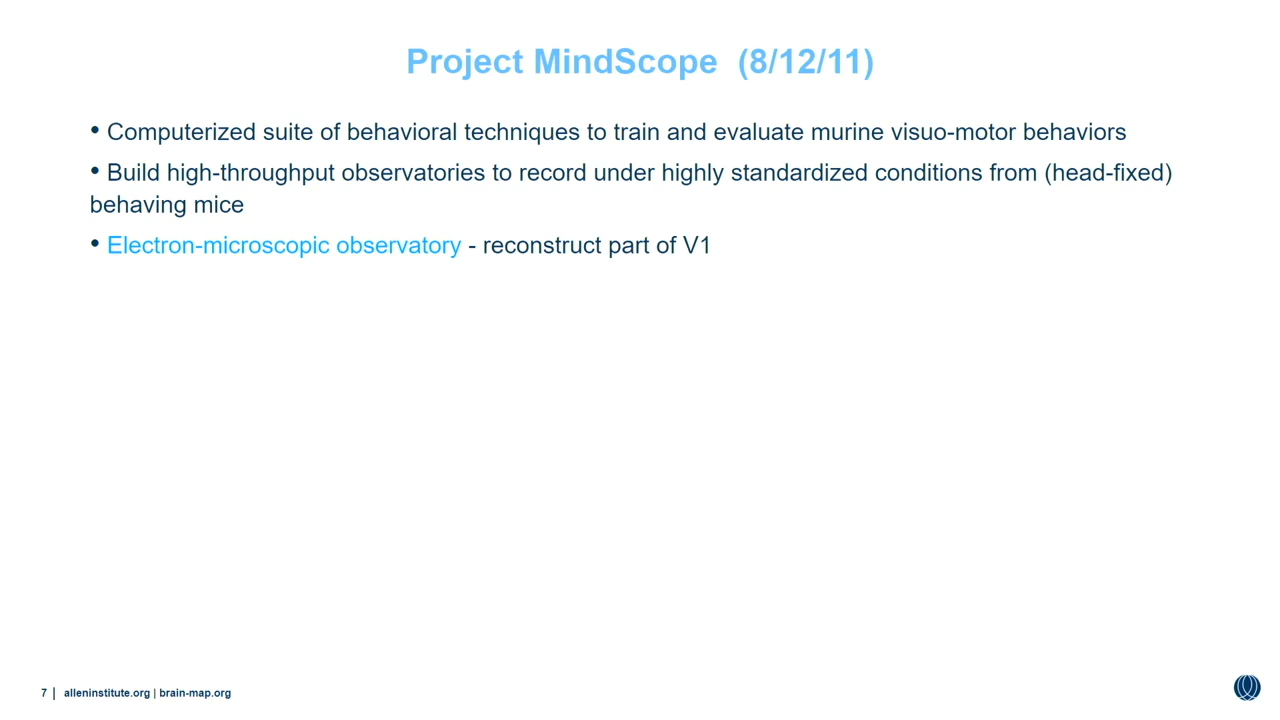 Project MindScope (8/12/11)
• Computerized suite of behavioral techniques to train and evaluate murine visuo-motor behaviors
• Build high-throughput observatories to record under highly standardized conditions from (head-fixed)
behaving mice
• Electron-microscopic observatory - reconstruct part of V1
7 | alleninstitute.org | brain-map.org